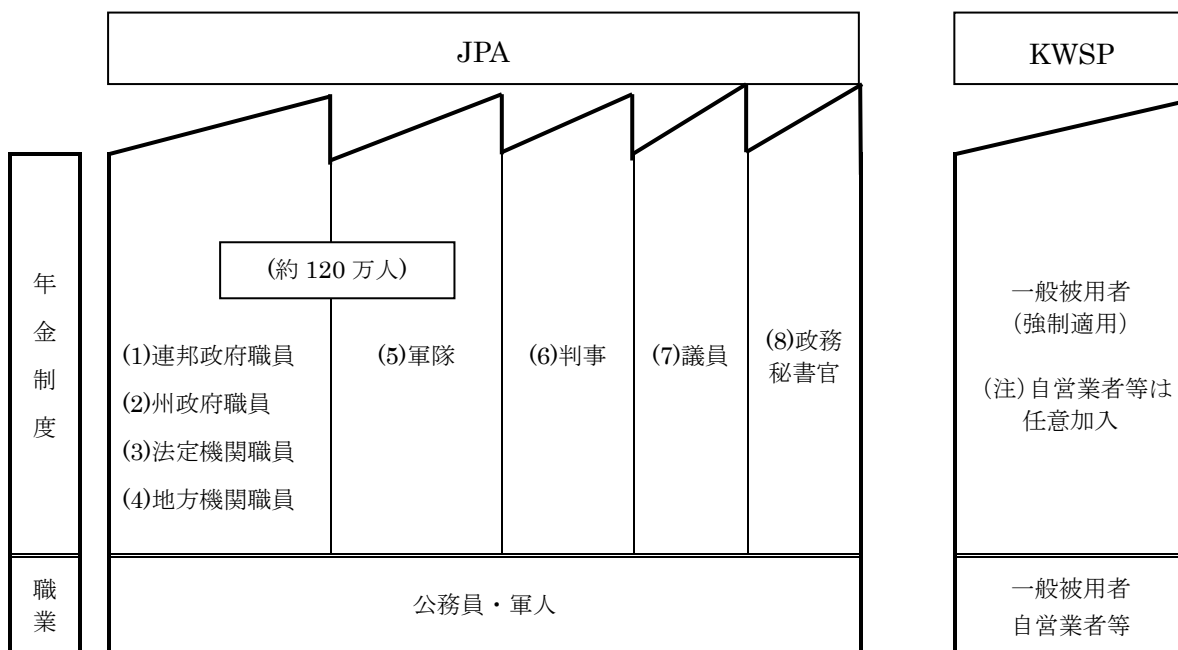 JPA
KWSP
年金制度
(約 120 万人)
(1)連邦政府職員
(2)州政府職員
(3)法定機関職員
(4)地方機関職員
(5)軍隊
(6)判事
(7)議員
(8)政務
秘書官
一般被用者
(強制適用)
(注)自営業者等は
任意加入
職業
公務員・軍人
一般被用者
自営業者等